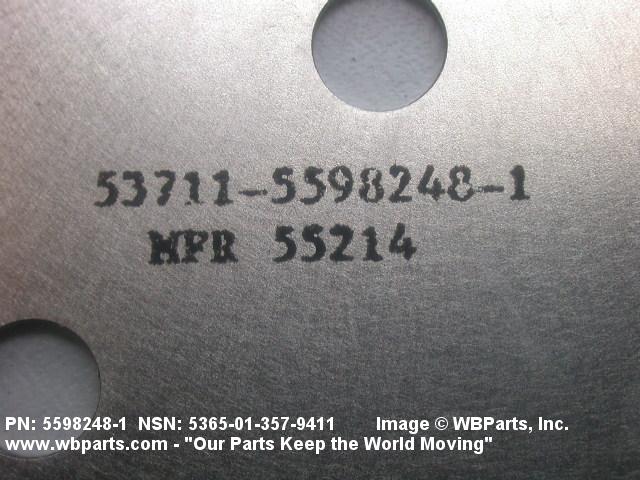 53711-5598248-1
MFR 55214
PN: 5598248-1 NSN: 5365-01-357-9411 Image © WBParts, Inc.
www.wbparts.com - "Our Parts Keep the World Moving"